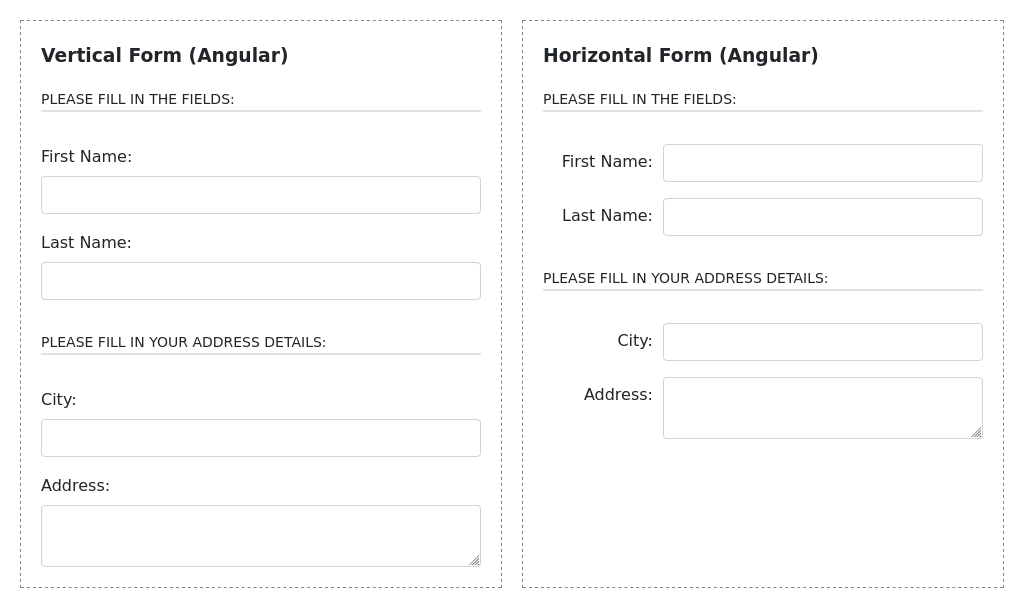 Vertical Form (Angular)
PLEASE FILL IN THE FIELDS:
First Name:
Last Name:
PLEASE FILL IN YOUR ADDRESS DETAILS:
City:
Address:
Horizontal Form (Angular)
PLEASE FILL IN THE FIELDS:
First Name:
Last Name:
PLEASE FILL IN YOUR ADDRESS DETAILS:
City:
Address: